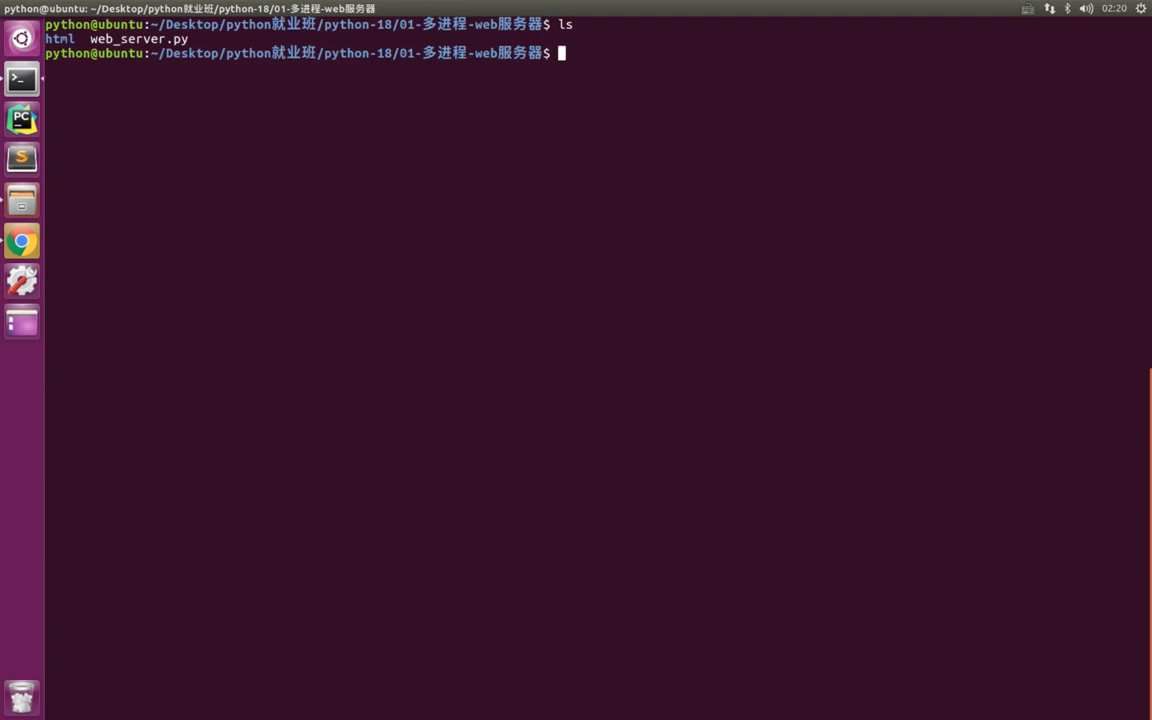 python@ubuntu: ~/Desktop/python就业班/python-18/01-多进程-web服务器
02:20
python@ubuntu:~/Desktop/python就业班/python-18/01-多进程-web服务器$ ls
html web_server.py
python@ubuntu:~/Desktop/python就业班/python-18/01-多进程-web服务器$
PC
S